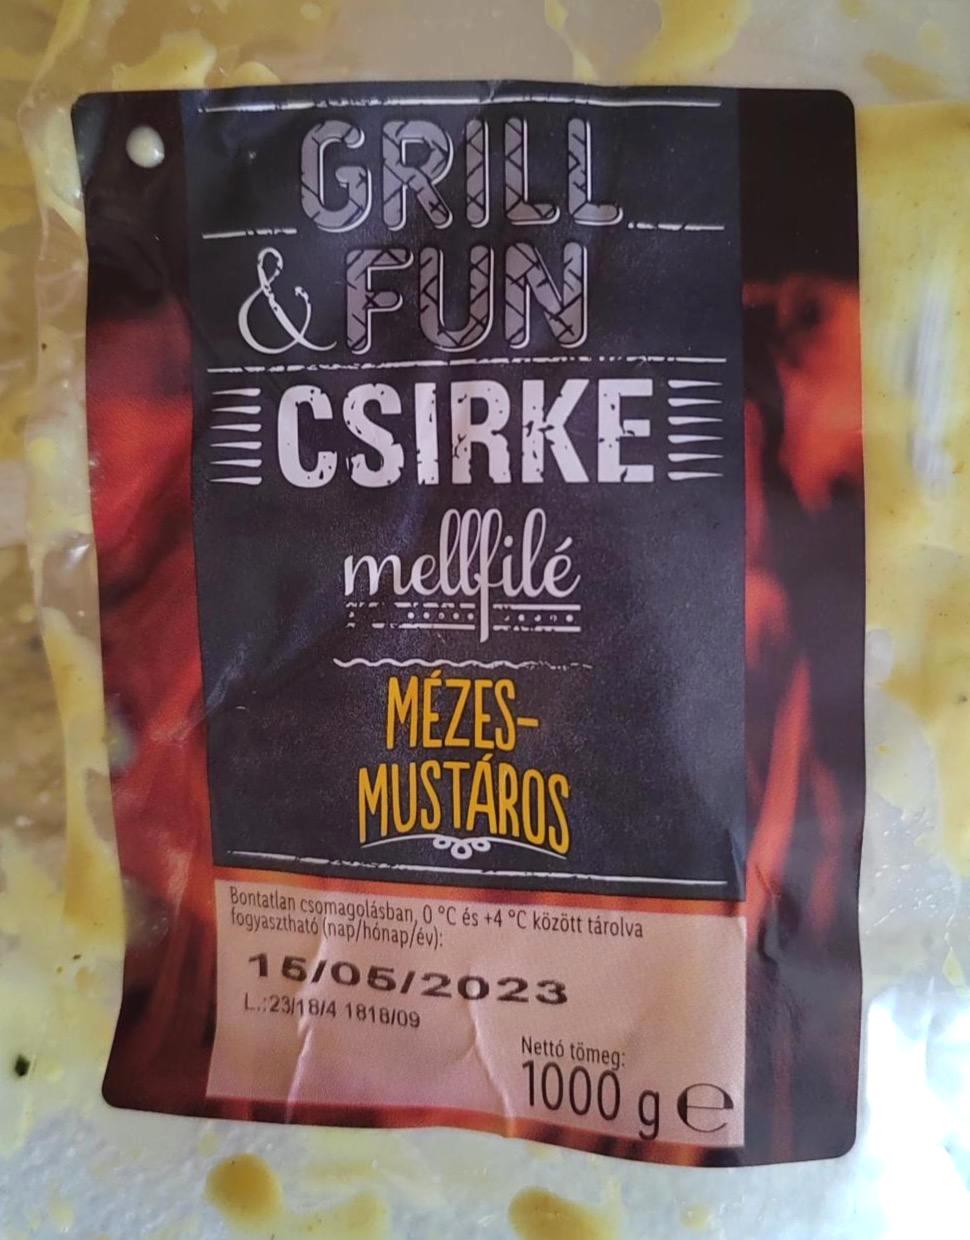 GRILL
& FUN
CSIRKE
mellfilé
MÉZES-
MUSTÁROS
Bontatlan csomagolásban, 0 °C és +4 °C között tárolva
fogyasztható (nap/hónap/év):
15/05/2023
L.:23/18/4 1818/09
Nettó tömeg:
1000 g e